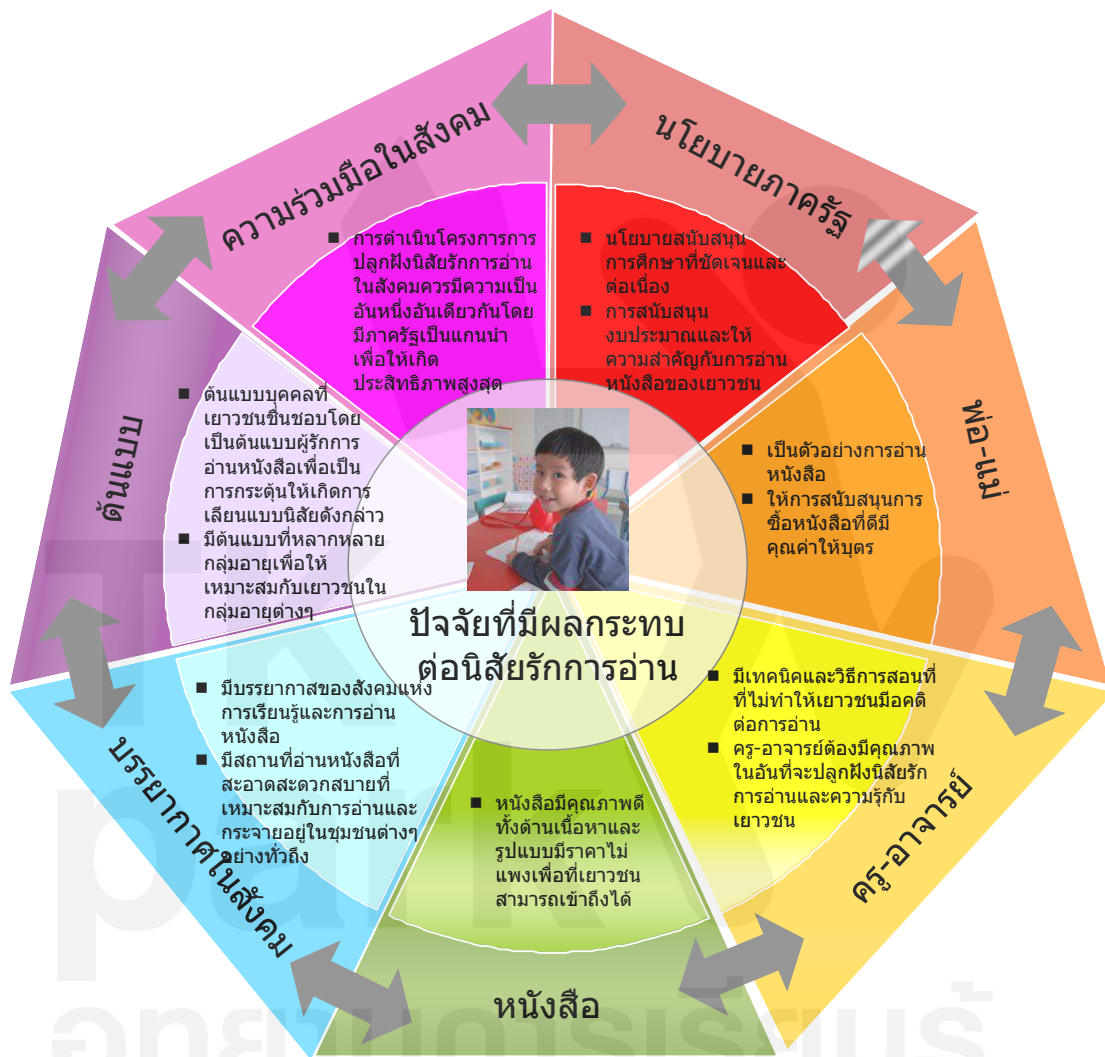 ความร่วมมือในสังคม
■ การดำเนินโครงการการ
ปลูกฝังนิสัยรักการอ่าน
ในสังคมควรมีความเป็น
อันหนึ่งอันเดียวกันโดย
มีภาครัฐเป็นแกนนำ
เพื่อให้เกิด
ประสิทธิภาพสูงสุด
นโยบายภาครัฐ
■ นโยบายสนับสนุน
การศึกษาที่ชัดเจนและ
ต่อเนื่อง
■ การสนับสนุน
งบประมาณและให้
ความสำคัญกับการอ่าน
หนังสือของเยาวชน
พ่อ-แม่
■ เป็นตัวอย่างการอ่าน
หนังสือ
■ ให้การสนับสนุนการ
ซื้อหนังสือที่ดีมี
คุณค่าให้บุตร
ครู-อาจารย์
■ มีเทคนิคและวิธีการสอนที่
ที่ไม่ทำให้เยาวชนมีอคติ
ต่อการอ่าน
■ ครู-อาจารย์ต้องมีคุณภาพ
ในอันที่จะปลูกฝังนิสัยรัก
การอ่านและความรู้กับ
เยาวชน
หนังสือ
■ หนังสือมีคุณภาพดี
ทั้งด้านเนื้อหาและ
รูปแบบมีราคาไม่
แพงเพื่อที่เยาวชน
สามารถเข้าถึงได้
บรรยากาศในสังคม
■ มีบรรยากาศของสังคมแห่ง
การเรียนรู้และการอ่าน
หนังสือ
■ มีสถานที่อ่านหนังสือที่
สะอาดสะดวกสบายที่
เหมาะสมกับการอ่านและ
กระจายอยู่ในชุมชนต่างๆ
อย่างทั่วถึง
ต้นแบบ
■ ต้นแบบบุคคลที่
เยาวชนชื่นชอบโดย
เป็นต้นแบบผู้รักการ
อ่านหนังสือเพื่อเป็น
การกระตุ้นให้เกิดการ
เลียนแบบนิสัยดังกล่าว
■ มีต้นแบบที่หลากหลาย
กลุ่มอายุเพื่อให้
เหมาะสมกับเยาวชนใน
กลุ่มอายุต่างๆ
ปัจจัยที่มีผลกระทบ
ต่อนิสัยรักการอ่าน
TK
park
อุทยานการเรียนรู้